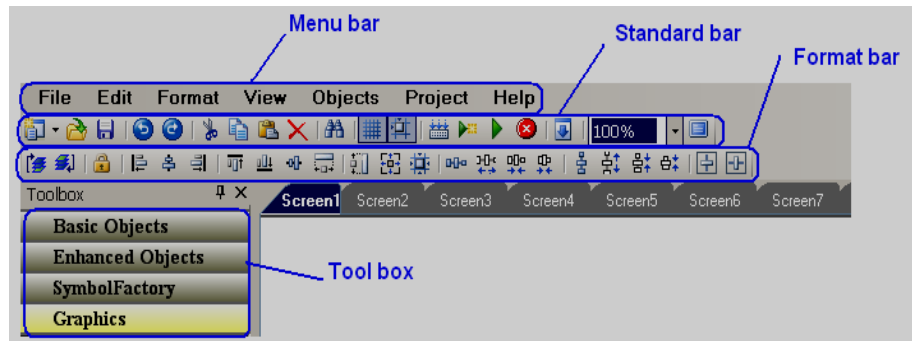 Menu bar
Standard bar
Format bar
File Edit Format View Objects Project Help
100%
Toolbox
Screen1 Screen2 Screen3 Screen4 Screen5 Screen6 Screen7
Basic Objects
Enhanced Objects
Tool box
SymbolFactory
Graphics